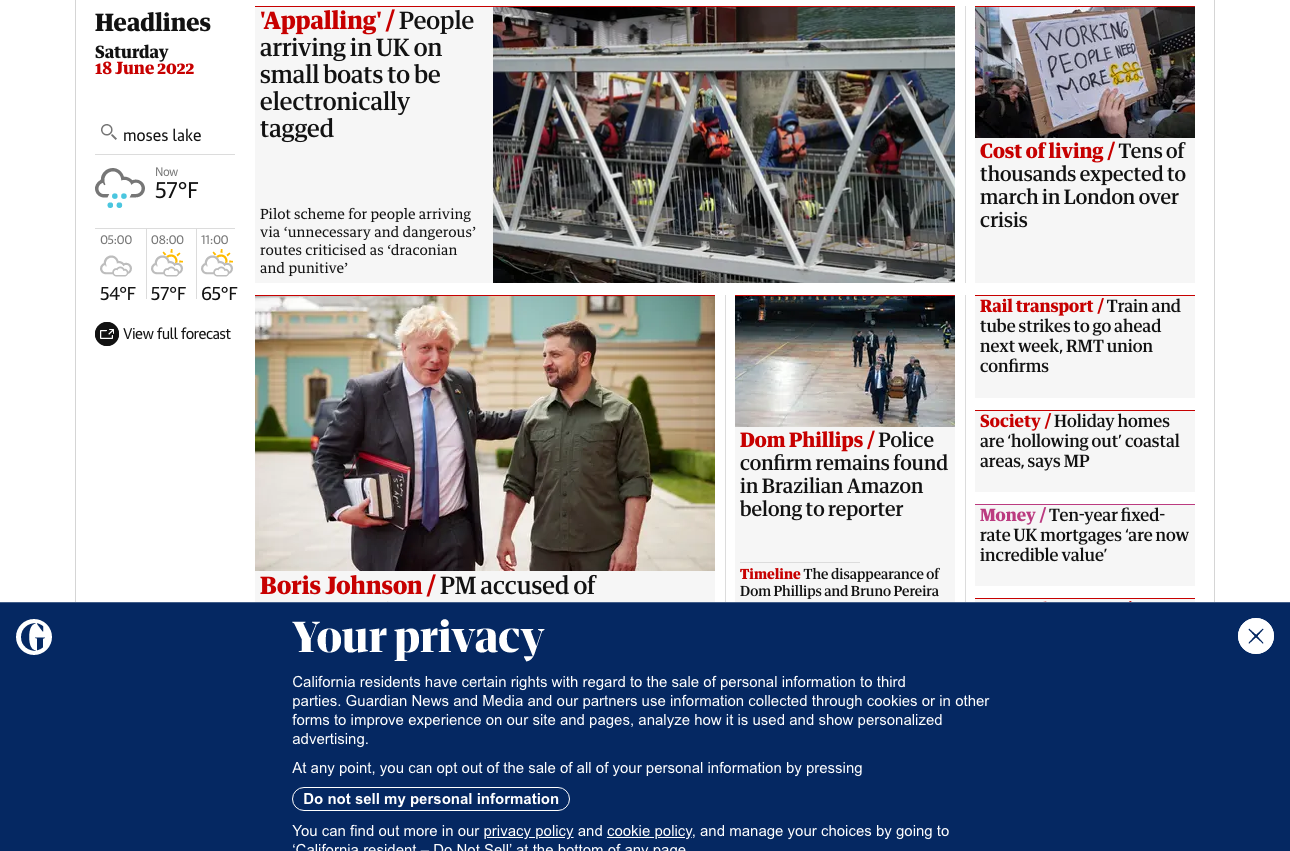 Headlines
Saturday
18 June 2022
moses lake
Now
57°F
05:00
08:00
11:00
54°F
57°F
65°F
View full forecast
'Appalling' / People
arriving in UK on
small boats to be
electronically
tagged
Pilot scheme for people arriving
via ‘unnecessary and dangerous’
routes criticised as ‘draconian
and punitive’
WORKING
PEOPLE NEED
MORE £££
Cost of living / Tens of
thousands expected to
march in London over
crisis
Boris Johnson / PM accused of
Dom Phillips / Police
confirm remains found
in Brazilian Amazon
belong to reporter
Timeline The disappearance of
Dom Phillips and Bruno Pereira
Rail transport / Train and
tube strikes to go ahead
next week, RMT union
confirms
Society / Holiday homes
are ‘hollowing out’ coastal
areas, says MP
Money / Ten-year fixed-
rate UK mortgages ‘are now
incredible value’
G
Your privacy
California residents have certain rights with regard to the sale of personal information to third
parties. Guardian News and Media and our partners use information collected through cookies or in other
forms to improve experience on our site and pages, analyze how it is used and show personalized
advertising.
At any point, you can opt out of the sale of all of your personal information by pressing
Do not sell my personal information
You can find out more in our privacy policy and cookie policy, and manage your choices by going to
‘California resident – Do Not Sell’ at the bottom of any page.